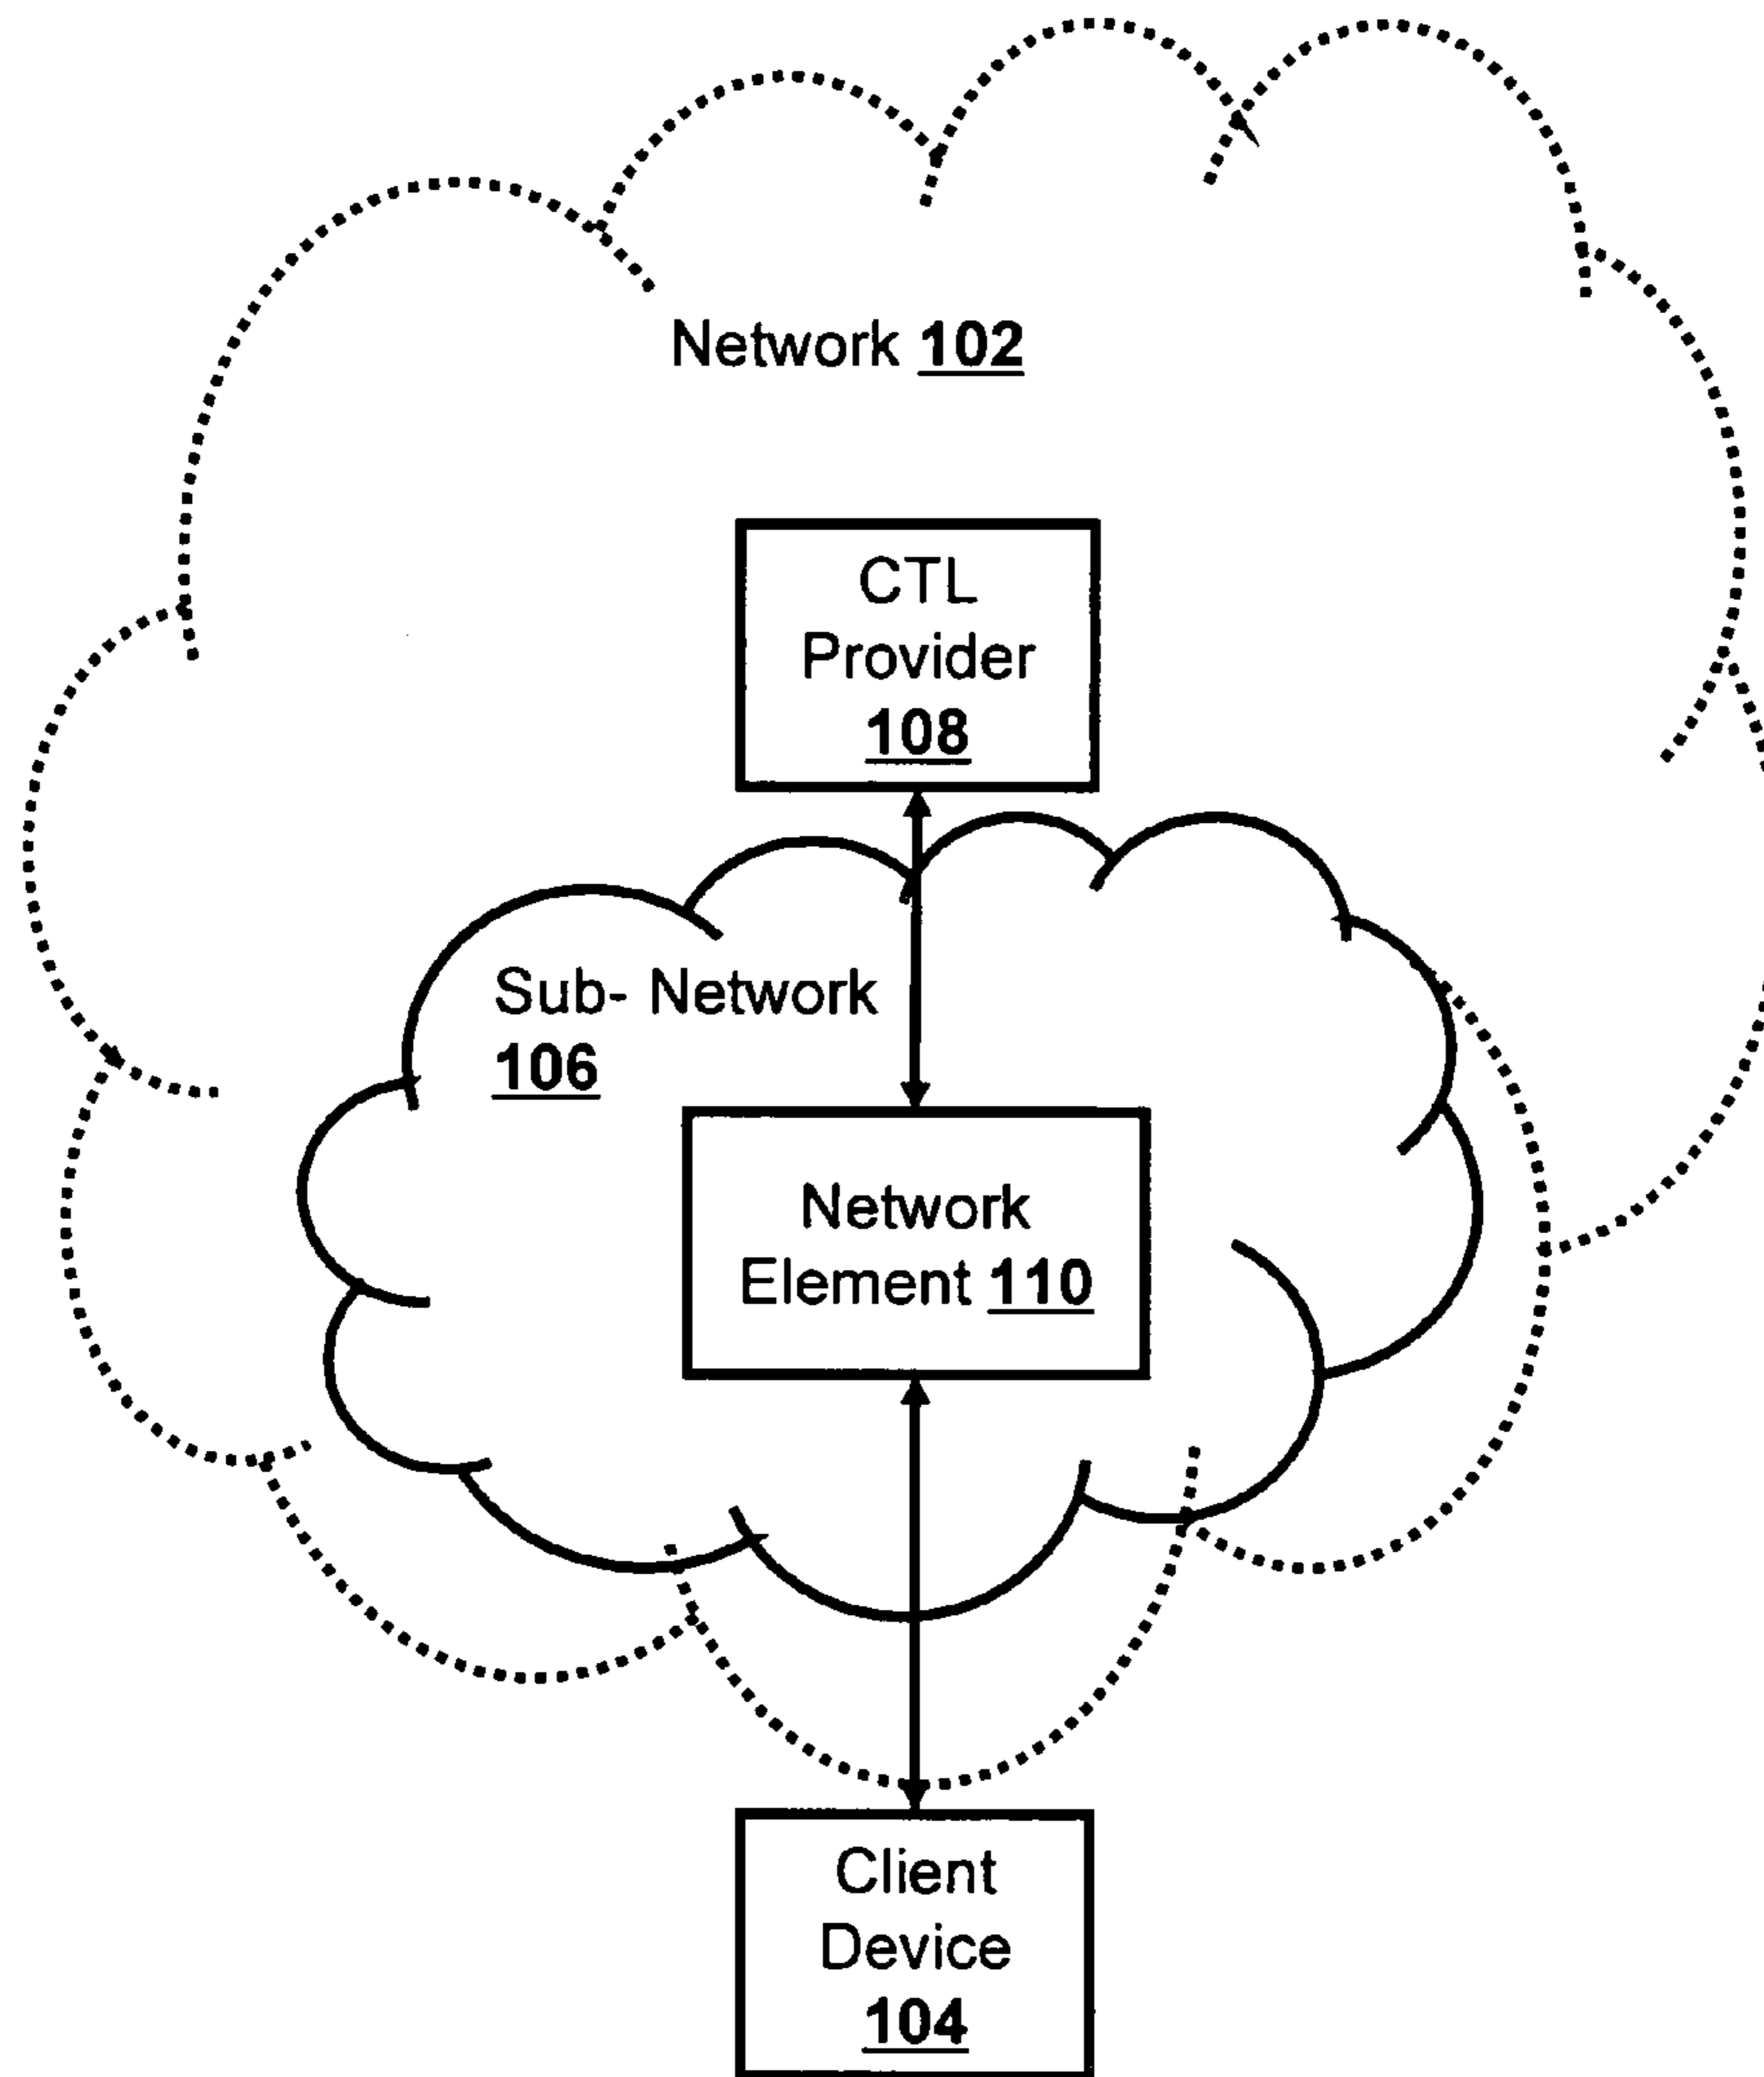 Network 102
CTL
Provider
108
Sub- Network
106
Network
Element 110
Client
Device
104